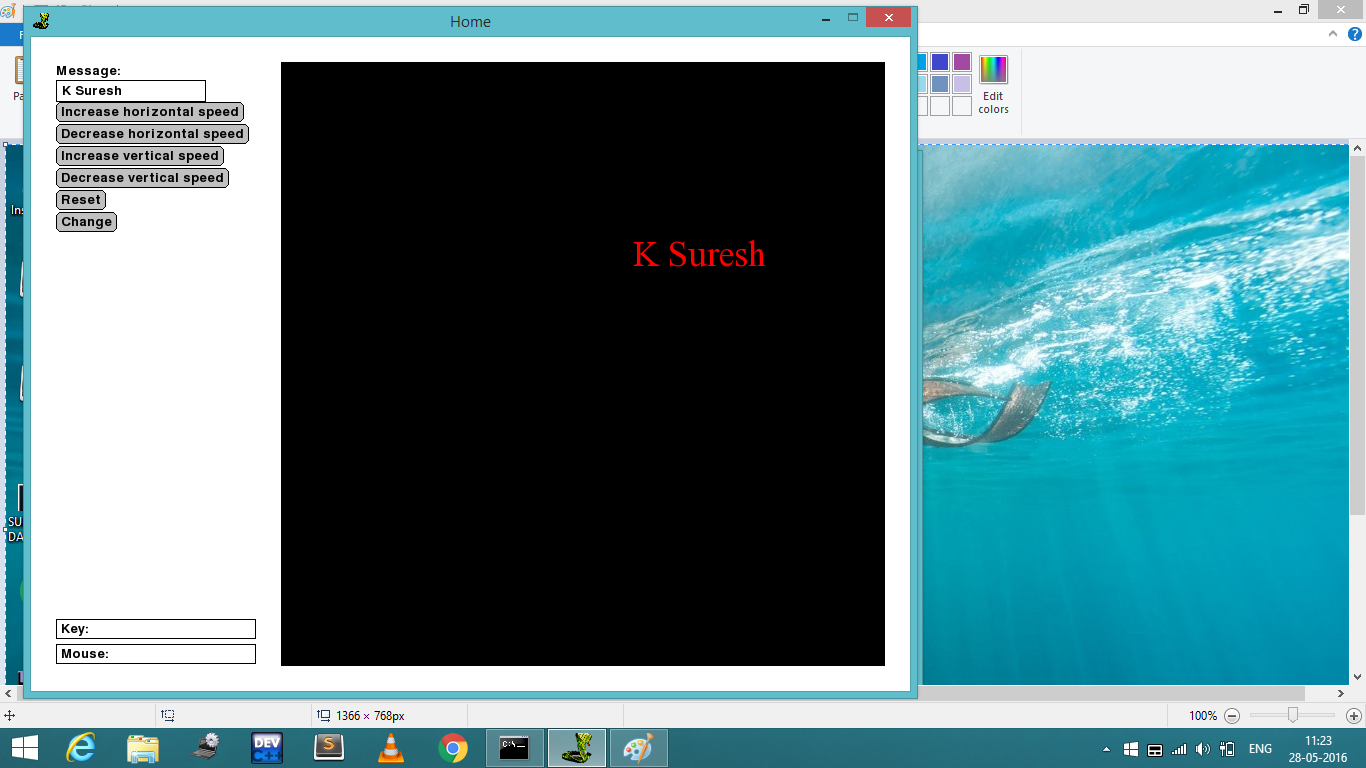 Home
Message:
K Suresh
Increase horizontal speed
Decrease horizontal speed
Increase vertical speed
Decrease vertical speed
Reset
Change
K Suresh
Key:
Mouse:
Edit
colors
1366 × 768px
100%
DEV
C++
S
C:\
ENG
11:23
28-05-2016